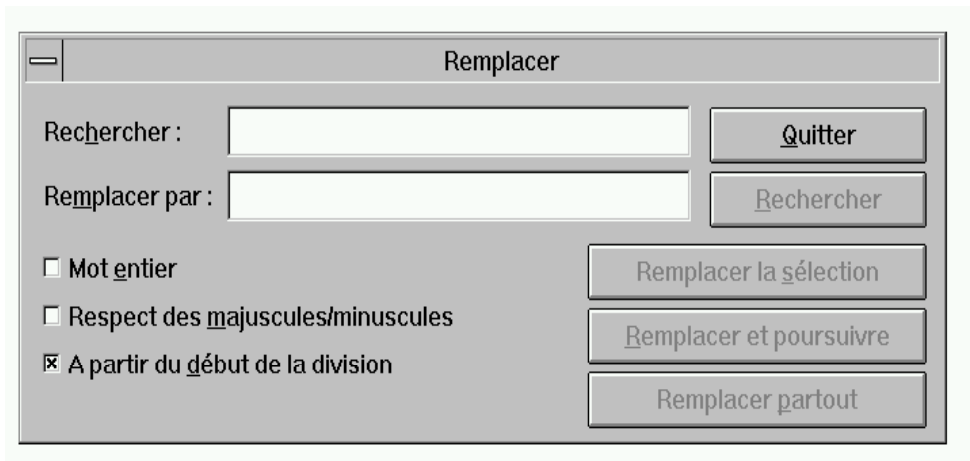 Remplacer
Rechercher :
Quitter
Remplacer par :
Rechercher
Mot entier
Remplacer la sélection
Respect des majuscules/minuscules
Remplacer et poursuivre
A partir du début de la division
Remplacer partout